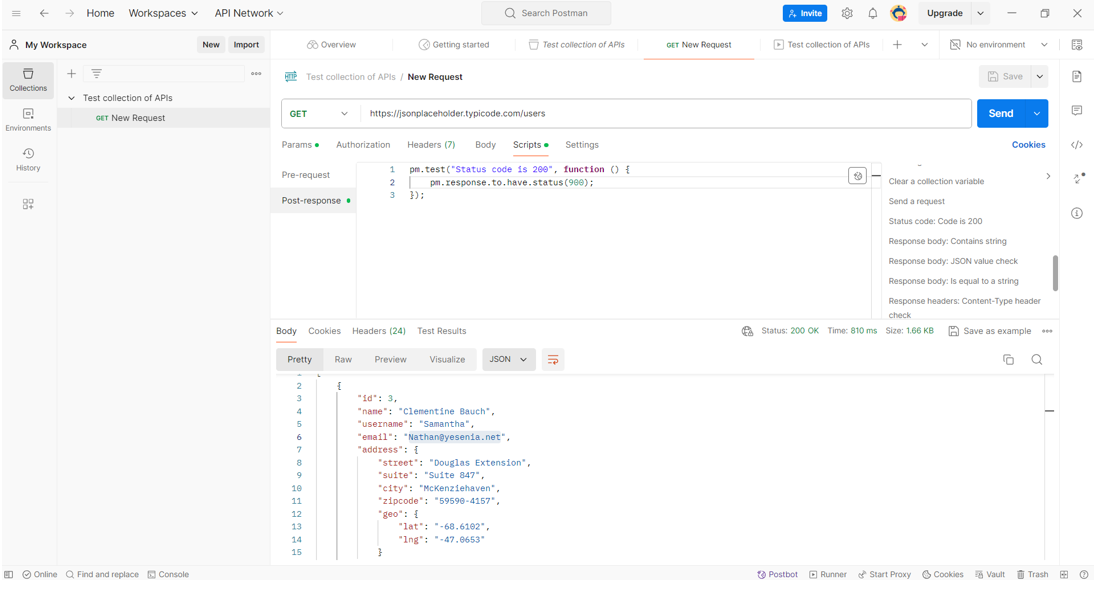 Home Workspaces API Network Search Postman Invite Upgrade
My Workspace New Import Overview Getting started Test collection of APIs GET New Request Test collection of APIs No environment
Collections
Environments
History
Test collection of APIs
GET New Request
HTTP Test collection of APIs / New Request Save
GET https://jsonplaceholder.typicode.com/users Send
Params Authorization Headers (7) Body Scripts Settings Cookies
Pre-request
Post-response
1 pm.test("Status code is 200", function () {
2 pm.response.to.have.status(900);
3 });
Clear a collection variable
Send a request
Status code: Code is 200
Response body: Contains string
Response body: JSON value check
Response body: Is equal to a string
Response headers: Content-Type header
check
Body Cookies Headers (24) Test Results Status: 200 OK Time: 810 ms Size: 1.66 KB Save as example
Pretty Raw Preview Visualize JSON
1 [
2 {
3 "id": 3,
4 "name": "Clementine Bauch",
5 "username": "Samantha",
6 "email": "Nathan@yesenia.net",
7 "address": {
8 "street": "Douglas Extension",
9 "suite": "Suite 847",
10 "city": "McKenziehaven",
11 "zipcode": "59590-4157",
12 "geo": {
13 "lat": "-68.6102",
14 "lng": "-47.0653"
15 }
Online Find and replace Console Postbot Runner Start Proxy Cookies Vault Trash